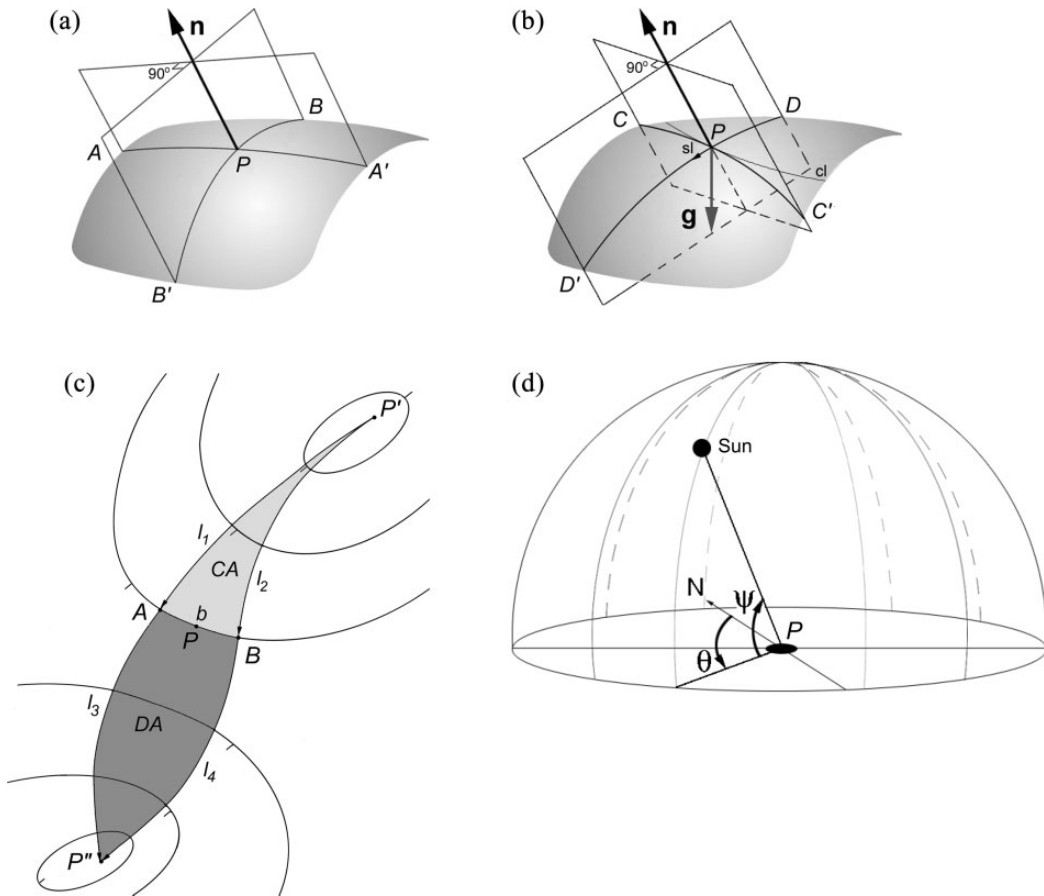 (a)
n
90°
A
B
P
A'
B'
(b)
n
90°
C
D
P
sl
cl
g
C'
D'
(c)
P'
l1
CA
l2
A
b
P
B
l3
DA
l4
P"
(d)
Sun
N
ψ
P
θ